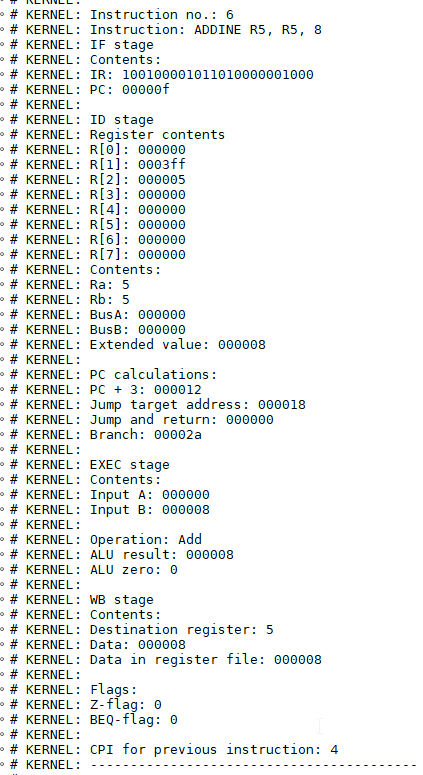 # KERNEL:
# KERNEL: Instruction no.: 6
# KERNEL: Instruction: ADDINE R5, R5, 8
# KERNEL: IF stage
# KERNEL: Contents:
# KERNEL: IR: 100100001011010000001000
# KERNEL: PC: 00000f
# KERNEL:
# KERNEL: ID stage
# KERNEL: Register contents
# KERNEL: R[0]: 000000
# KERNEL: R[1]: 0003ff
# KERNEL: R[2]: 000005
# KERNEL: R[3]: 000000
# KERNEL: R[4]: 000000
# KERNEL: R[5]: 000000
# KERNEL: R[6]: 000000
# KERNEL: R[7]: 000000
# KERNEL: Contents:
# KERNEL: Ra: 5
# KERNEL: Rb: 5
# KERNEL: BusA: 000000
# KERNEL: BusB: 000000
# KERNEL: Extended value: 000008
# KERNEL:
# KERNEL: PC calculations:
# KERNEL: PC + 3: 000012
# KERNEL: Jump target address: 000018
# KERNEL: Jump and return: 000000
# KERNEL: Branch: 00002a
# KERNEL:
# KERNEL: EXEC stage
# KERNEL: Contents:
# KERNEL: Input A: 000000
# KERNEL: Input B: 000008
# KERNEL:
# KERNEL: Operation: Add
# KERNEL: ALU result: 000008
# KERNEL: ALU zero: 0
# KERNEL:
# KERNEL: WB stage
# KERNEL: Contents:
# KERNEL: Destination register: 5
# KERNEL: Data: 000008
# KERNEL: Data in register file: 000008
# KERNEL:
# KERNEL: Flags:
# KERNEL: Z-flag: 0
# KERNEL: BEQ-flag: 0
# KERNEL:
# KERNEL: CPI for previous instruction: 4
# KERNEL: -----------------------------------------